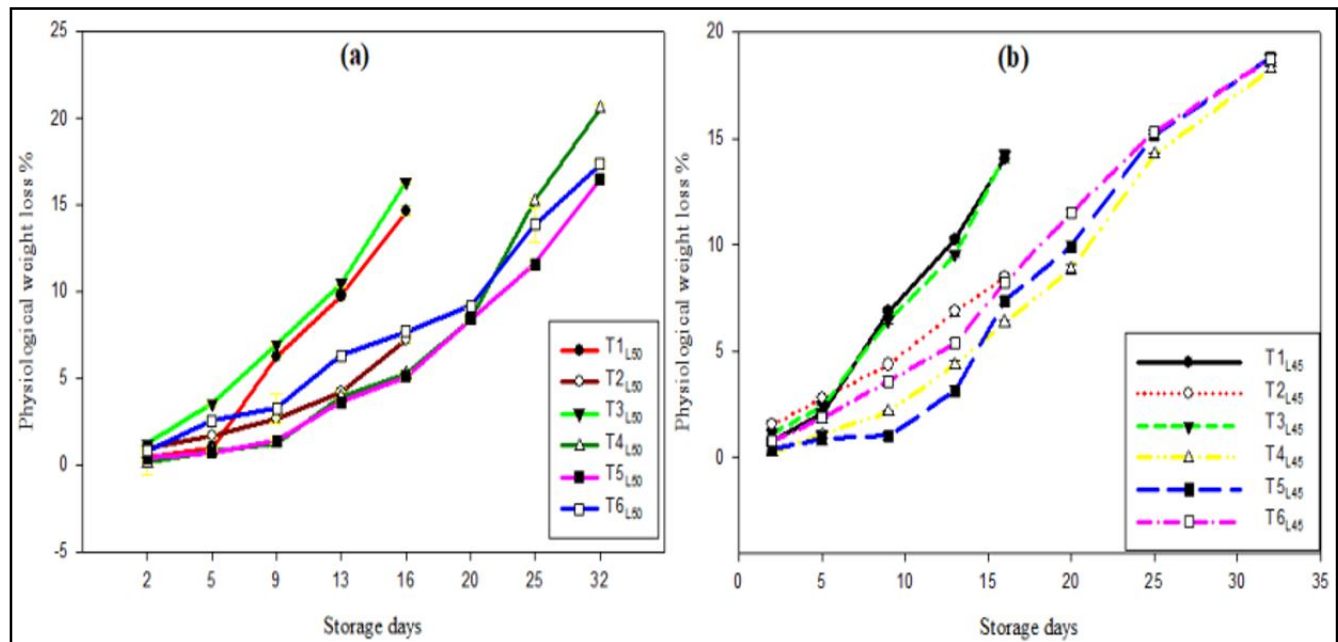 (a)
Physiological weight loss %
25
20
15
10
5
0
-5
2 5 9 13 16 20 25 32
Storage days
T1L50
T2L50
T3L50
T4L50
T5L50
T6L50
(b)
Physiological weight loss %
20
15
10
5
0
0 5 10 15 20 25 30 35
Storage days
T1L45
T2L45
T3L45
T4L45
T5L45
T6L45